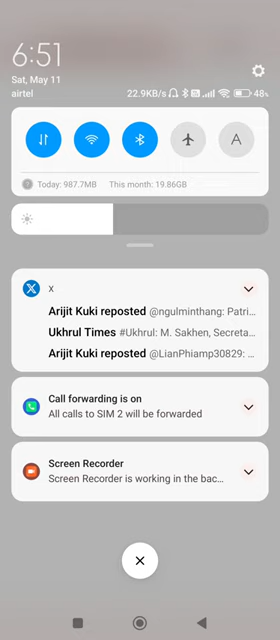 6:51
Sat, May 11
airtel
22.9KB/s 48%
A
Today: 987.7MB This month: 19.86GB
X
Arijit Kuki reposted @ngulminthang: Patri...
Ukhrul Times #Ukhrul: M. Sakhen, Secreta...
Arijit Kuki reposted @LianPhiamp30829: ...
Call forwarding is on
All calls to SIM 2 will be forwarded
Screen Recorder
Screen Recorder is working in the bac...